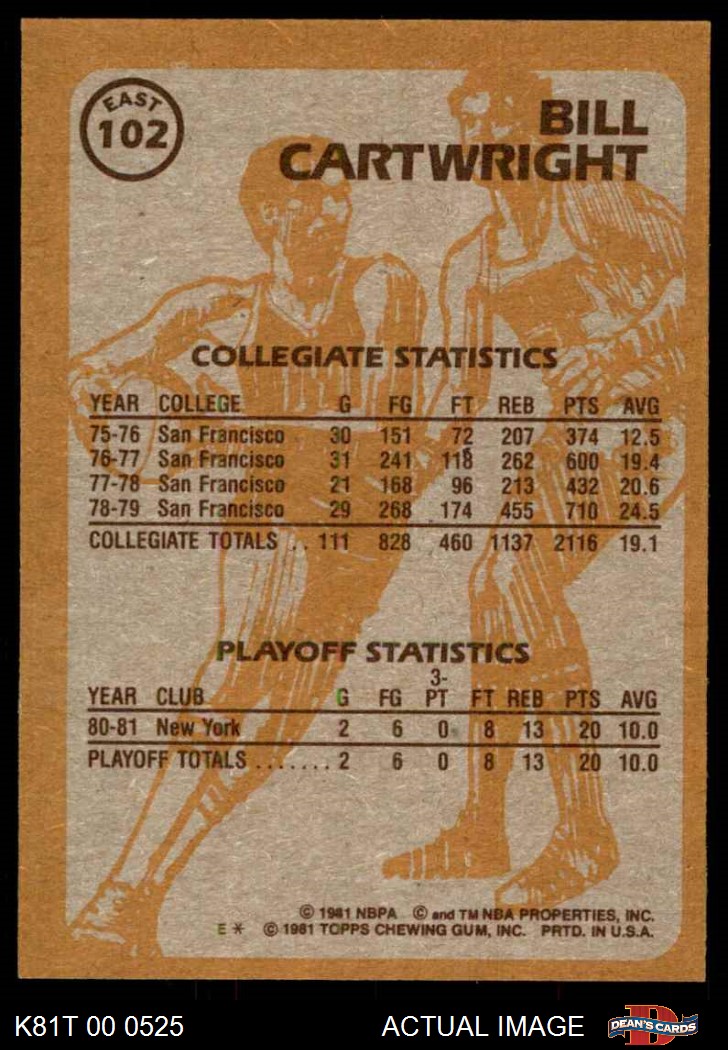 EAST
102
BILL
CARTWRIGHT
COLLEGIATE STATISTICS
YEAR COLLEGE G FG FT REB PTS AVG
75-76 San Francisco 30 151 72 207 374 12.5
76-77 San Francisco 31 241 118 262 600 19.4
77-78 San Francisco 21 168 96 213 432 20.6
78-79 San Francisco 29 268 174 455 710 24.5
COLLEGIATE TOTALS .. 111 828 460 1137 2116 19.1
PLAYOFF STATISTICS
YEAR CLUB G FG 3-PT FT REB PTS AVG
80-81 New York 2 6 0 8 13 20 10.0
PLAYOFF TOTALS ....... 2 6 0 8 13 20 10.0
© 1981 NBPA © and TM NBA PROPERTIES, INC.
E * © 1981 TOPPS CHEWING GUM, INC. PRTD. IN U.S.A.
K81T 00 0525 ACTUAL IMAGE D DEAN'S CARDS